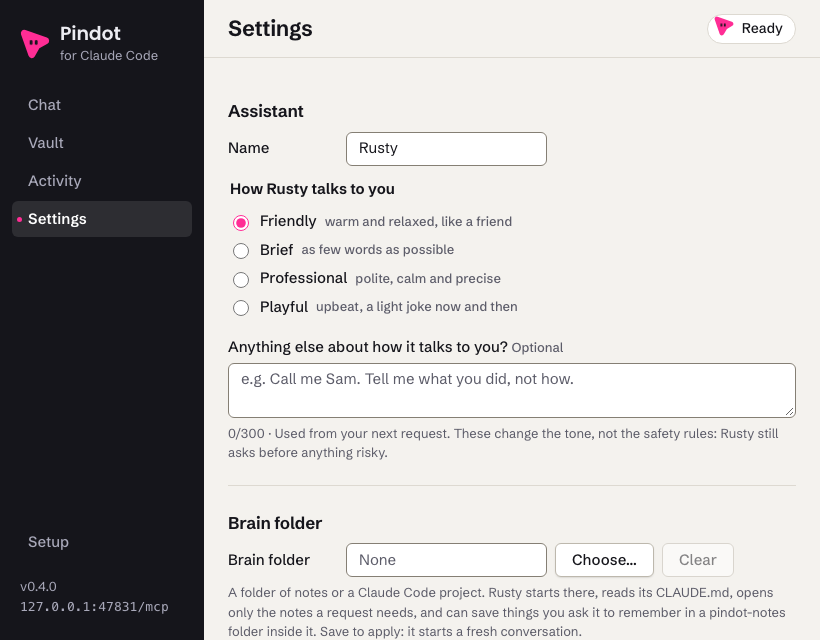 Pindot
for Claude Code
Chat
Vault
Activity
Settings
Setup
v0.4.0
127.0.0.1:47831/mcp
Settings
Ready
Assistant
Name
Rusty
How Rusty talks to you
Friendly warm and relaxed, like a friend
Brief as few words as possible
Professional polite, calm and precise
Playful upbeat, a light joke now and then
Anything else about how it talks to you? Optional
e.g. Call me Sam. Tell me what you did, not how.
0/300 · Used from your next request. These change the tone, not the safety rules: Rusty still
asks before anything risky.
Brain folder
Brain folder
None
Choose…
Clear
A folder of notes or a Claude Code project. Rusty starts there, reads its CLAUDE.md, opens
only the notes a request needs, and can save things you ask it to remember in a pindot-notes
folder inside it. Save to apply: it starts a fresh conversation.